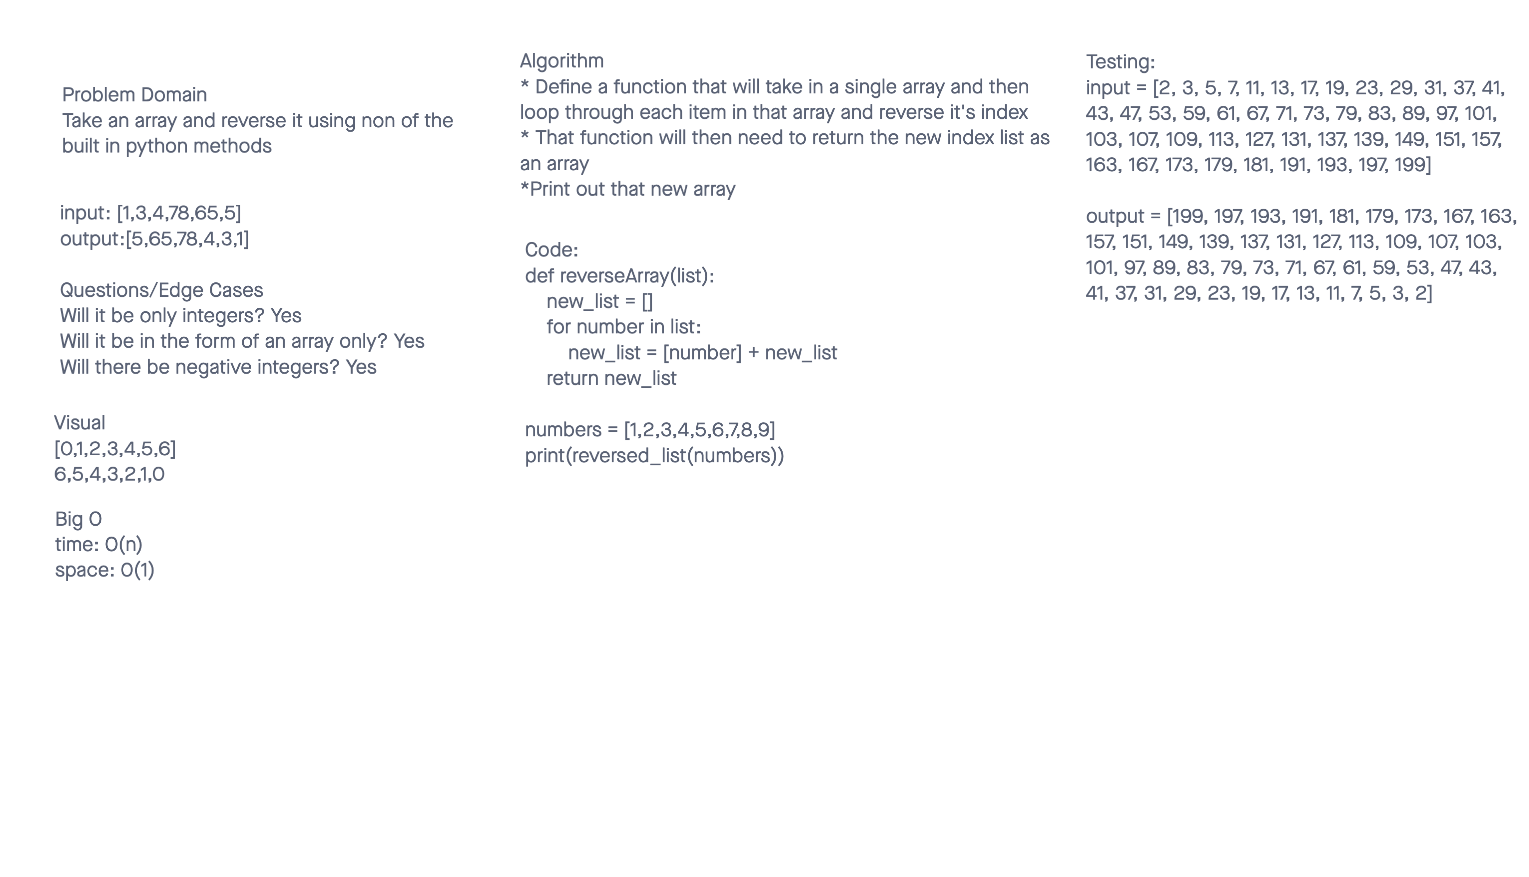 Problem Domain
Take an array and reverse it using non of the
built in python methods
input: [1,3,4,78,65,5]
output:[5,65,78,4,3,1]
Questions/Edge Cases
Will it be only integers? Yes
Will it be in the form of an array only? Yes
Will there be negative integers? Yes
Visual
[0,1,2,3,4,5,6]
6,5,4,3,2,1,0
Big O
time: O(n)
space: O(1)
Algorithm
* Define a function that will take in a single array and then
loop through each item in that array and reverse it's index
* That function will then need to return the new index list as
an array
*Print out that new array
Code:
def reverseArray(list):
    new_list = []
    for number in list:
        new_list = [number] + new_list
    return new_list
numbers = [1,2,3,4,5,6,7,8,9]
print(reversed_list(numbers))
Testing:
input = [2, 3, 5, 7, 11, 13, 17, 19, 23, 29, 31, 37, 41,
43, 47, 53, 59, 61, 67, 71, 73, 79, 83, 89, 97, 101,
103, 107, 109, 113, 127, 131, 137, 139, 149, 151, 157,
163, 167, 173, 179, 181, 191, 193, 197, 199]
output = [199, 197, 193, 191, 181, 179, 173, 167, 163,
157, 151, 149, 139, 137, 131, 127, 113, 109, 107, 103,
101, 97, 89, 83, 79, 73, 71, 67, 61, 59, 53, 47, 43,
41, 37, 31, 29, 23, 19, 17, 13, 11, 7, 5, 3, 2]